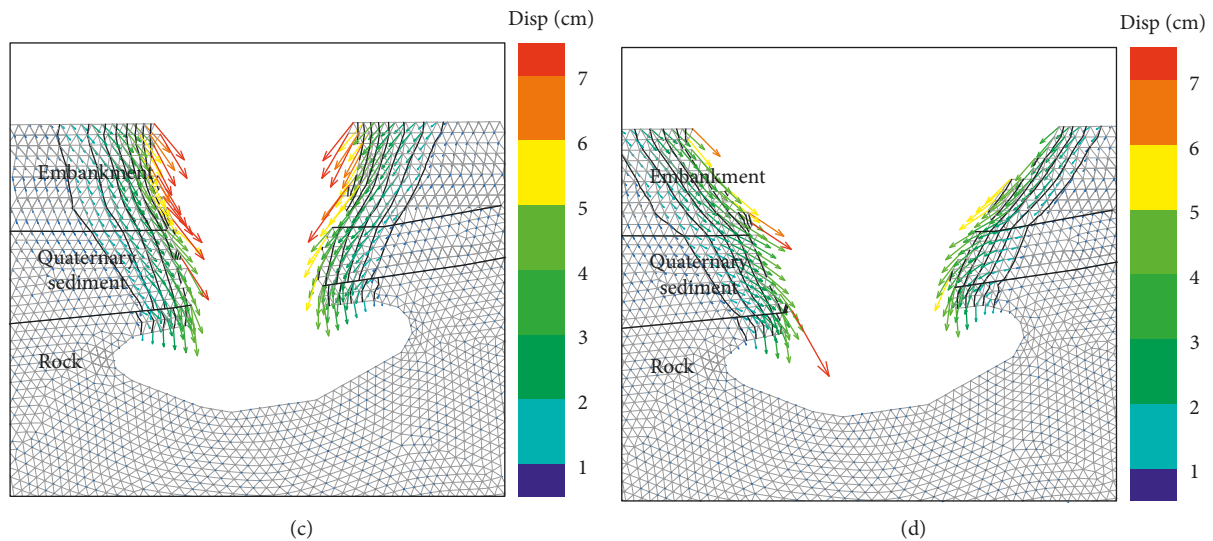 Disp (cm)
7
6
5
4
3
2
1
Embankment
Quaternary
sediment
Rock
(c)
Disp (cm)
7
6
5
4
3
2
1
Embankment
Quaternary
sediment
Rock
(d)